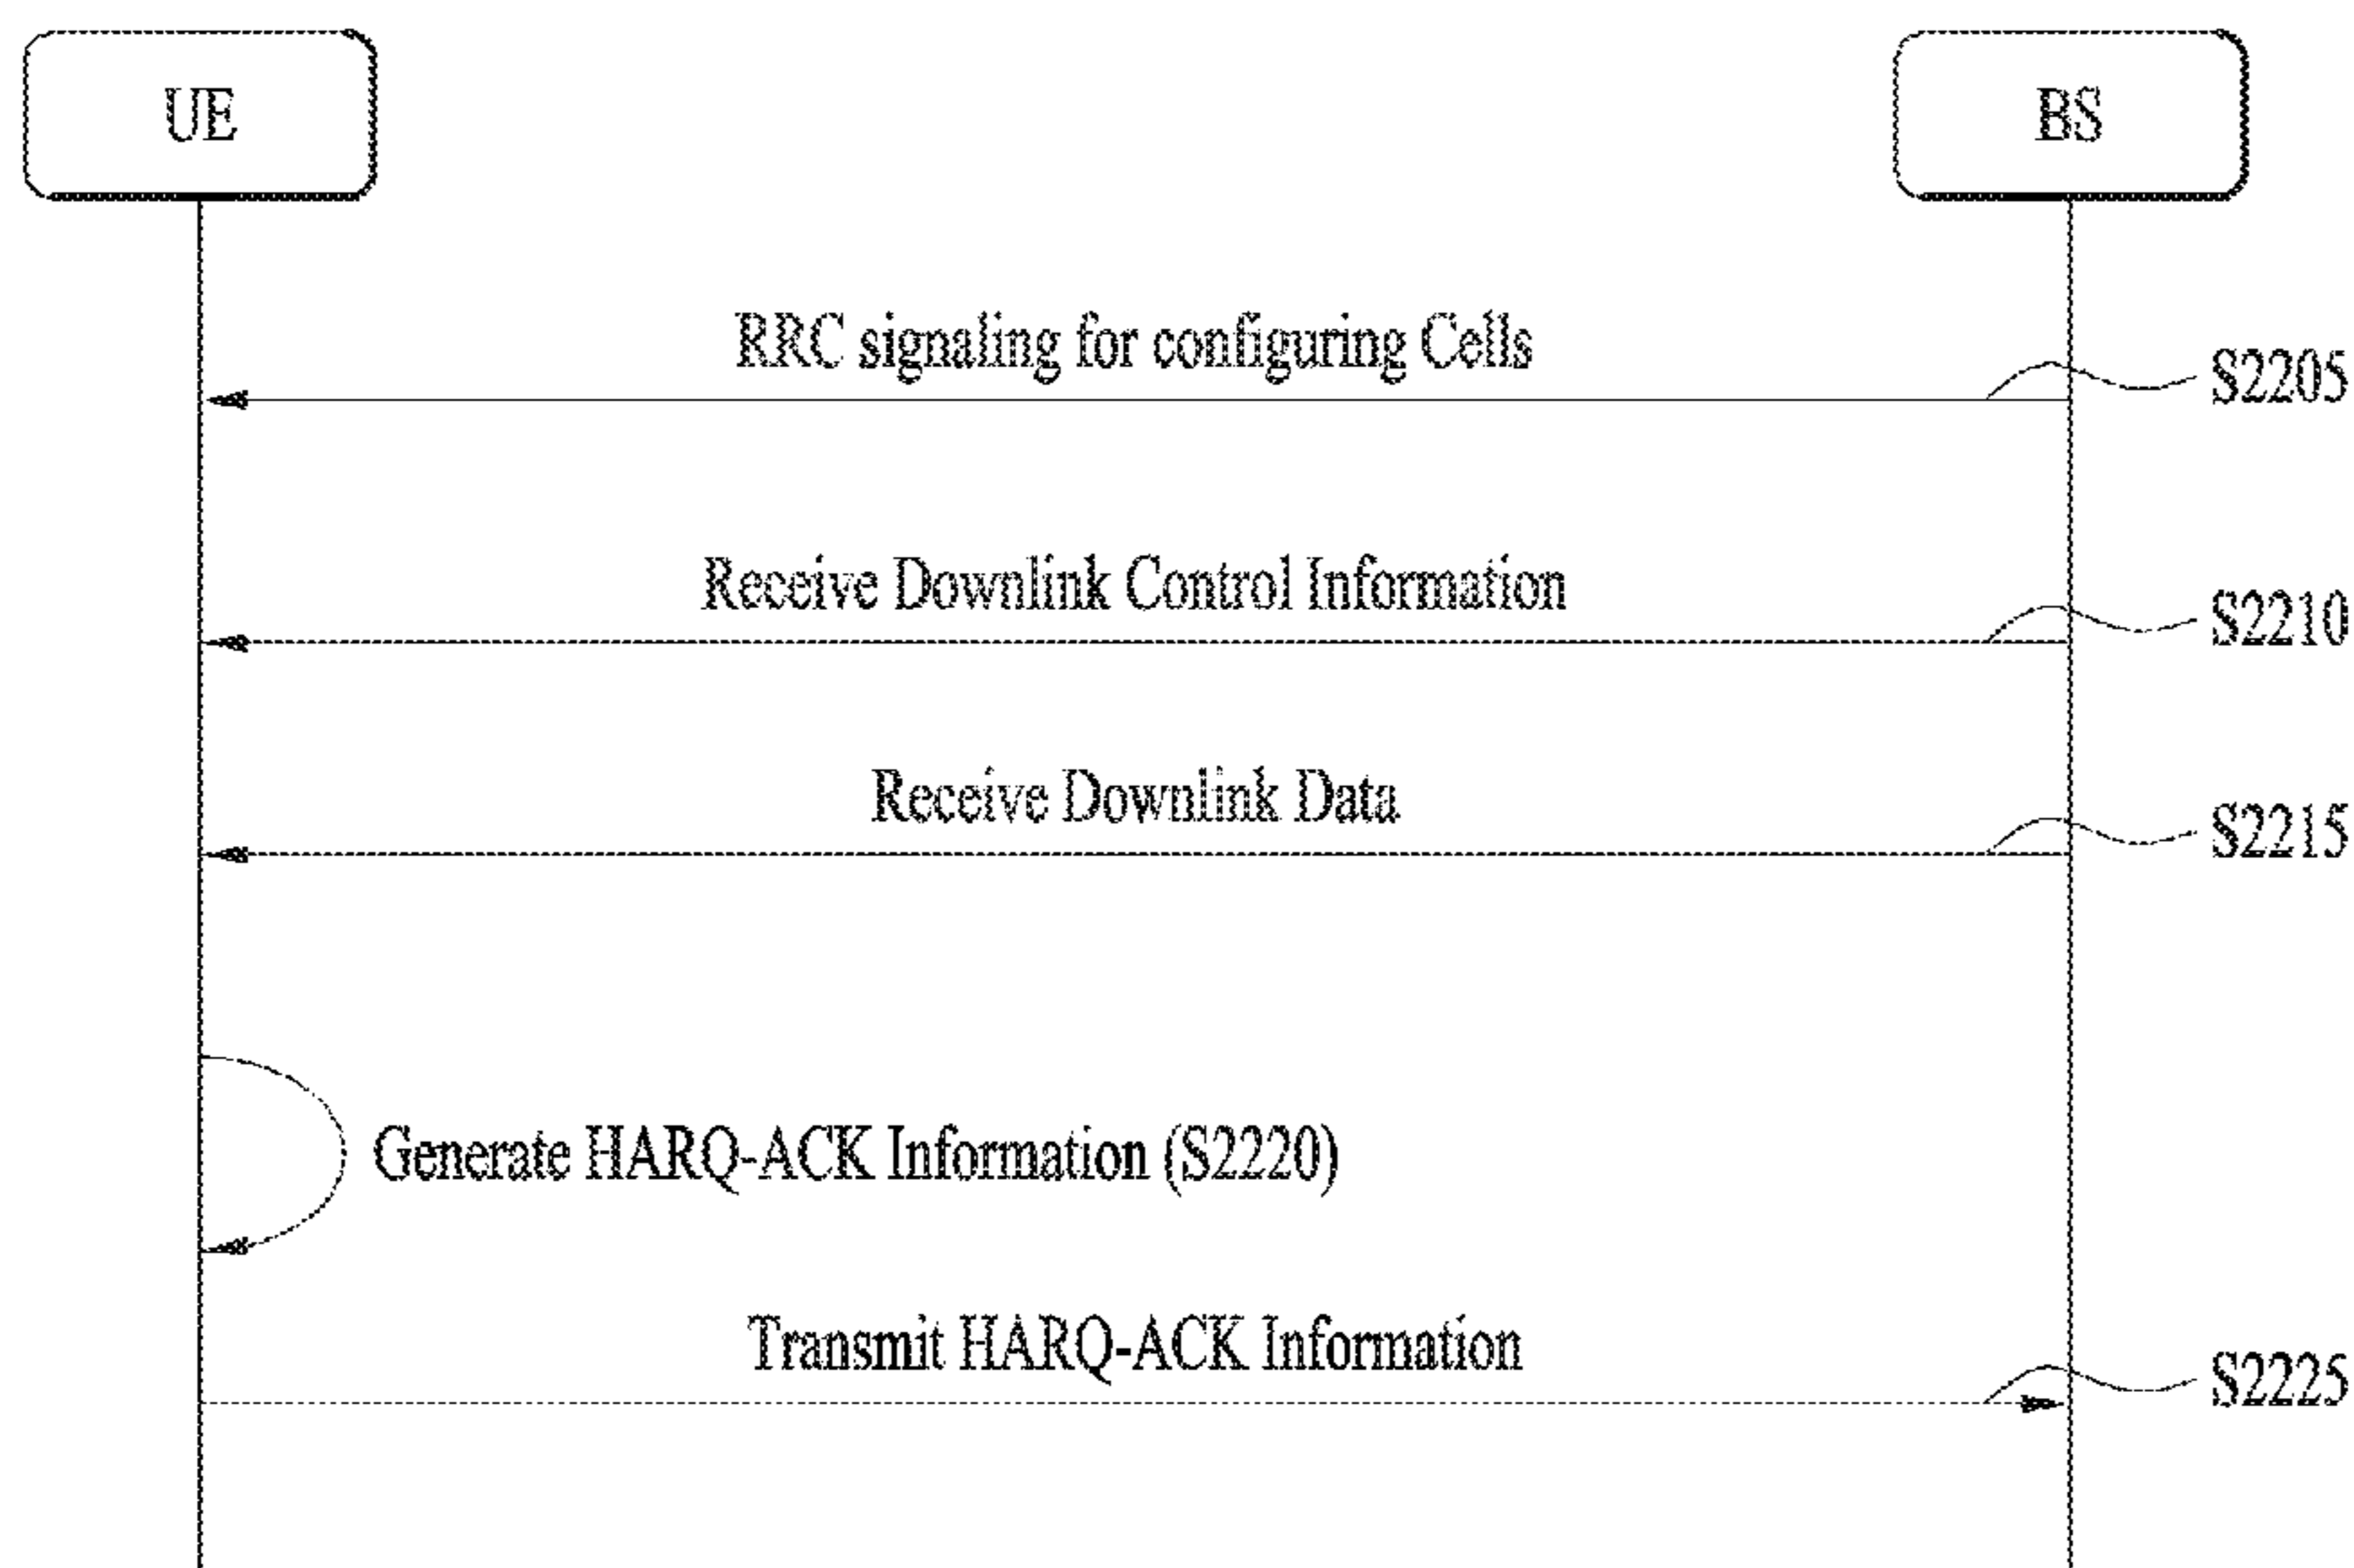 UE
BS
RRC signaling for configuring Cells
S2205
Receive Downlink Control Information
S2210
Receive Downlink Data
S2215
Generate HARQ-ACK Information (S2220)
Transmit HARQ-ACK Information
S2225